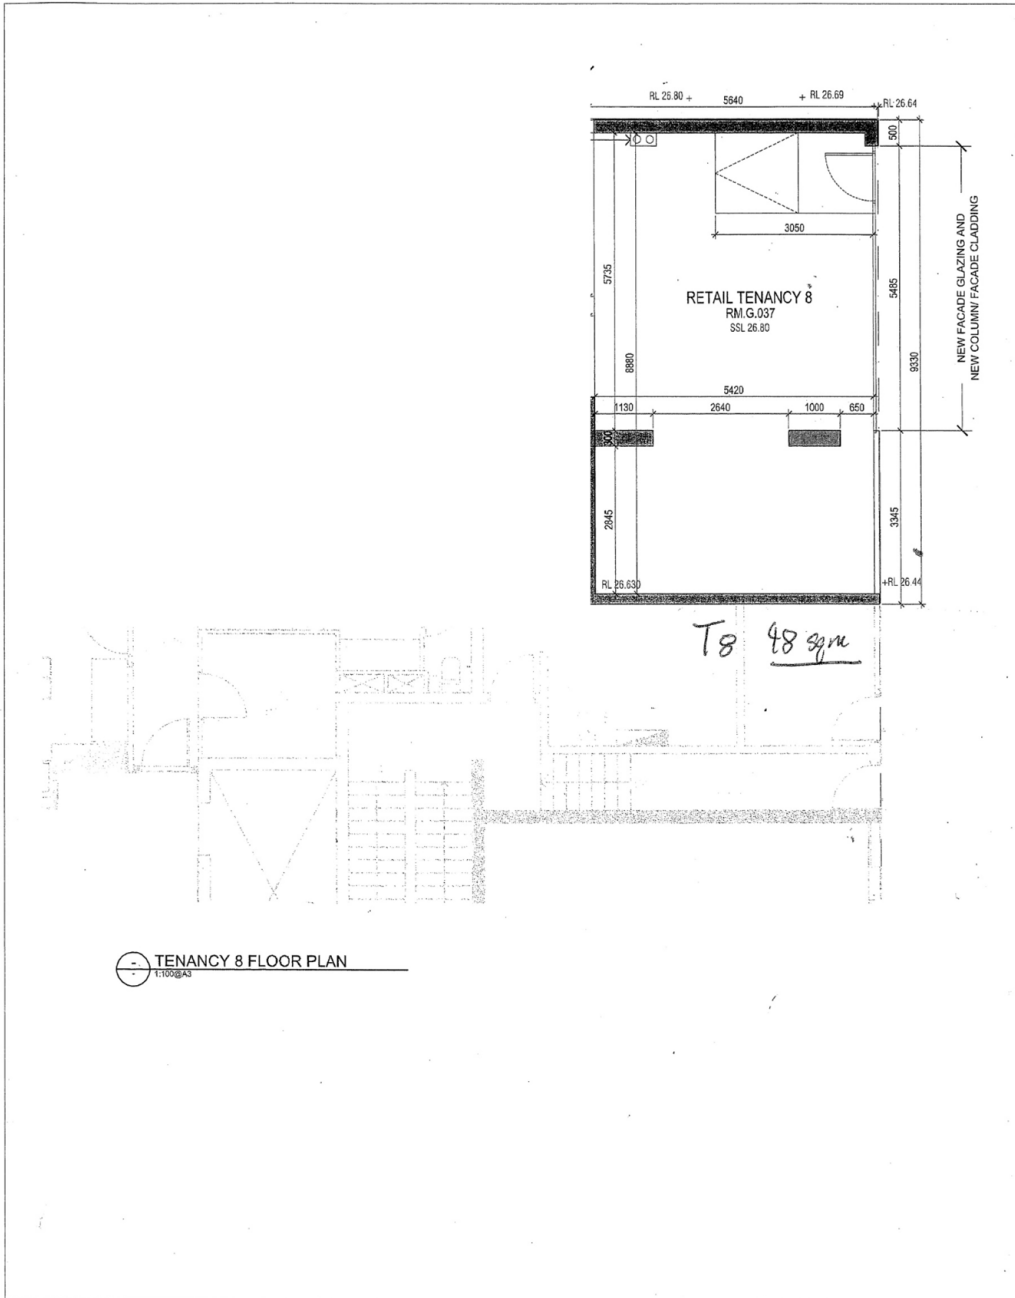 RL 26.80 +
5640
+ RL 26.69
RL 26.64
500
3050
5735
RETAIL TENANCY 8
RM.G.037
SSL 26.80
5485
NEW FACADE GLAZING AND
NEW COLUMN/ FACADE CLADDING
8880
9330
5420
1130
2640
1000
650
300
2845
3345
RL 26.630
+RL 26.44
T8 48 sqm
TENANCY 8 FLOOR PLAN
1:100@A3